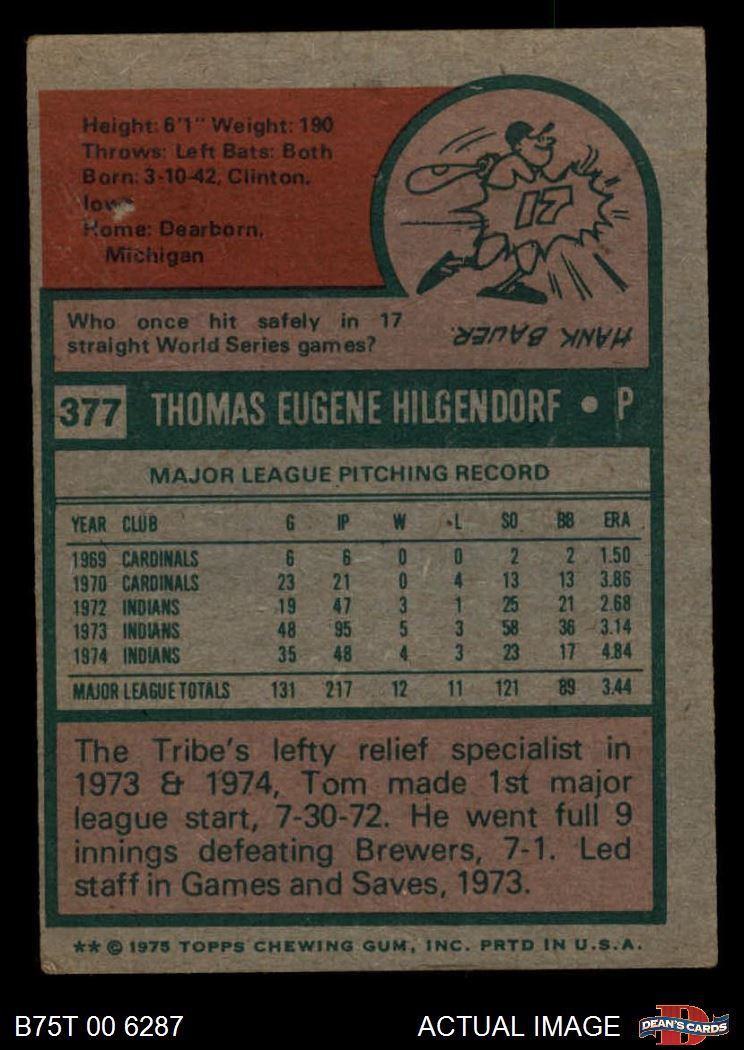 Height: 6'1" Weight: 190
Throws: Left Bats: Both
Born: 3-10-42, Clinton,
Iowa
Home: Dearborn,
Michigan
17
Who once hit safely in 17
straight World Series games?
HANK BAUER.
377 THOMAS EUGENE HILGENDORF • P
MAJOR LEAGUE PITCHING RECORD
YEAR CLUB G IP W L SO BB ERA
1969 CARDINALS 6 6 0 0 2 2 1.50
1970 CARDINALS 23 21 0 4 13 13 3.86
1972 INDIANS 19 47 3 1 25 21 2.68
1973 INDIANS 48 95 5 3 58 36 3.14
1974 INDIANS 35 48 4 3 23 17 4.84
MAJOR LEAGUE TOTALS 131 217 12 11 121 89 3.44
The Tribe's lefty relief specialist in
1973 & 1974, Tom made 1st major
league start, 7-30-72. He went full 9
innings defeating Brewers, 7-1. Led
staff in Games and Saves, 1973.
** © 1975 TOPPS CHEWING GUM, INC. PRTD IN U.S.A.
B75T 00 6287 ACTUAL IMAGE D DEAN'S CARDS